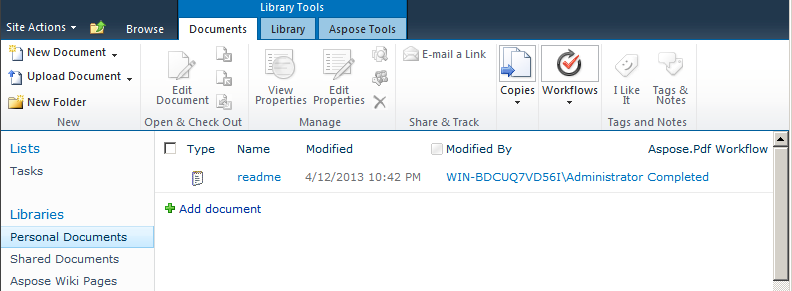 Library Tools
Site Actions Browse Documents Library Aspose Tools
New Document
Upload Document
New Folder
New
Edit Document
Open & Check Out
View Properties
Edit Properties
Manage
E-mail a Link
Share & Track
Copies
Workflows
I Like It
Tags & Notes
Tags and Notes
Lists
Tasks
Libraries
Personal Documents
Shared Documents
Aspose Wiki Pages
Type Name Modified Modified By Aspose.Pdf Workflow
readme 4/12/2013 10:42 PM WIN-BDCUQ7VD56I\Administrator Completed
Add document